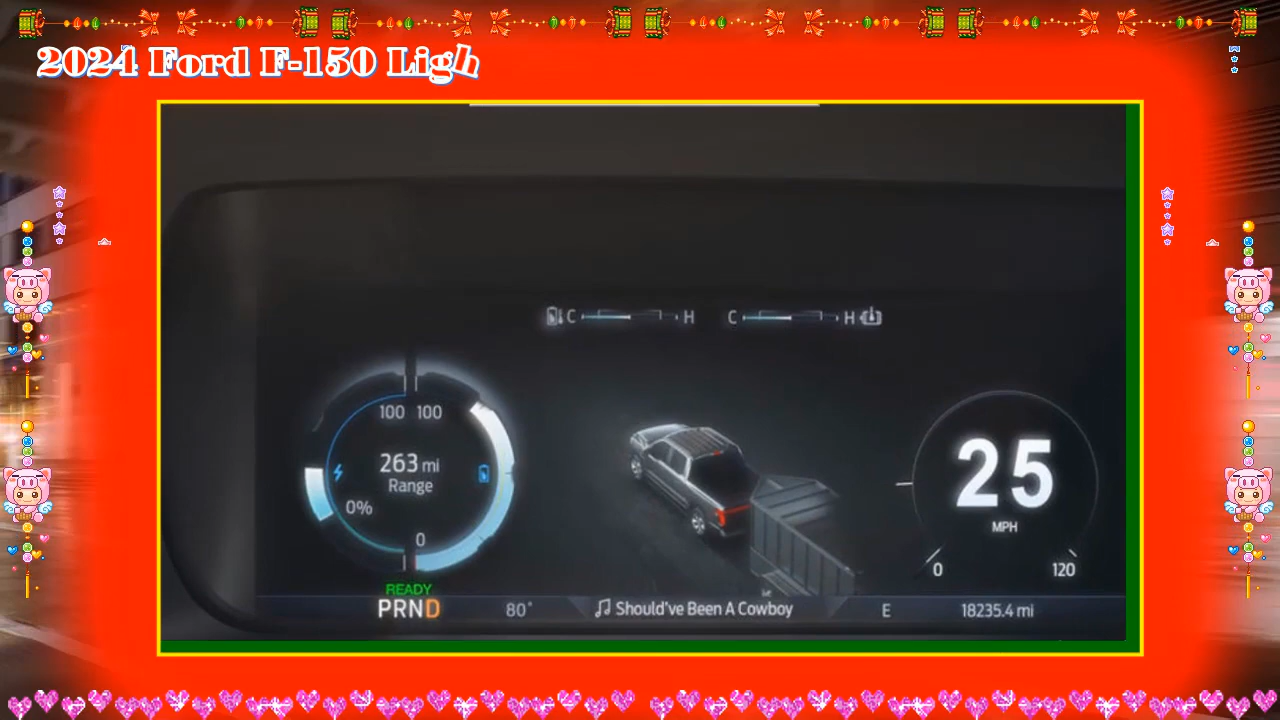 2024 Ford F-150 Ligh
C H C H
100 100
263 mi
Range
0%
0
25
MPH
0 120
READY
PRND 80° Should've Been A Cowboy E 18235.4 mi